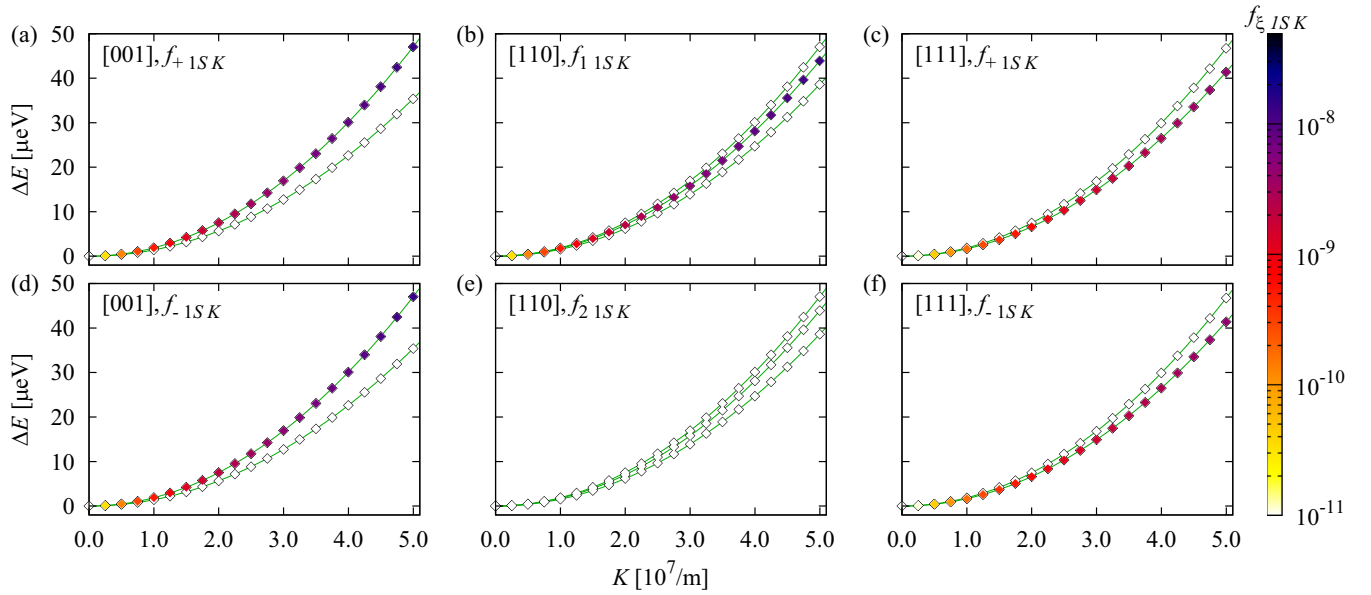 (a) [001], f+ 1S K
(b) [110], f1 1S K
(c) [111], f+ 1S K
fξ 1S K
50
40
30
20
10
0
ΔE [μeV]
10-8
10-9
10-10
10-11
(d) [001], f- 1S K
(e) [110], f2 1S K
(f) [111], f- 1S K
50
40
30
20
10
0
ΔE [μeV]
0.0 1.0 2.0 3.0 4.0 5.0
0.0 1.0 2.0 3.0 4.0 5.0
0.0 1.0 2.0 3.0 4.0 5.0
K [107/m]